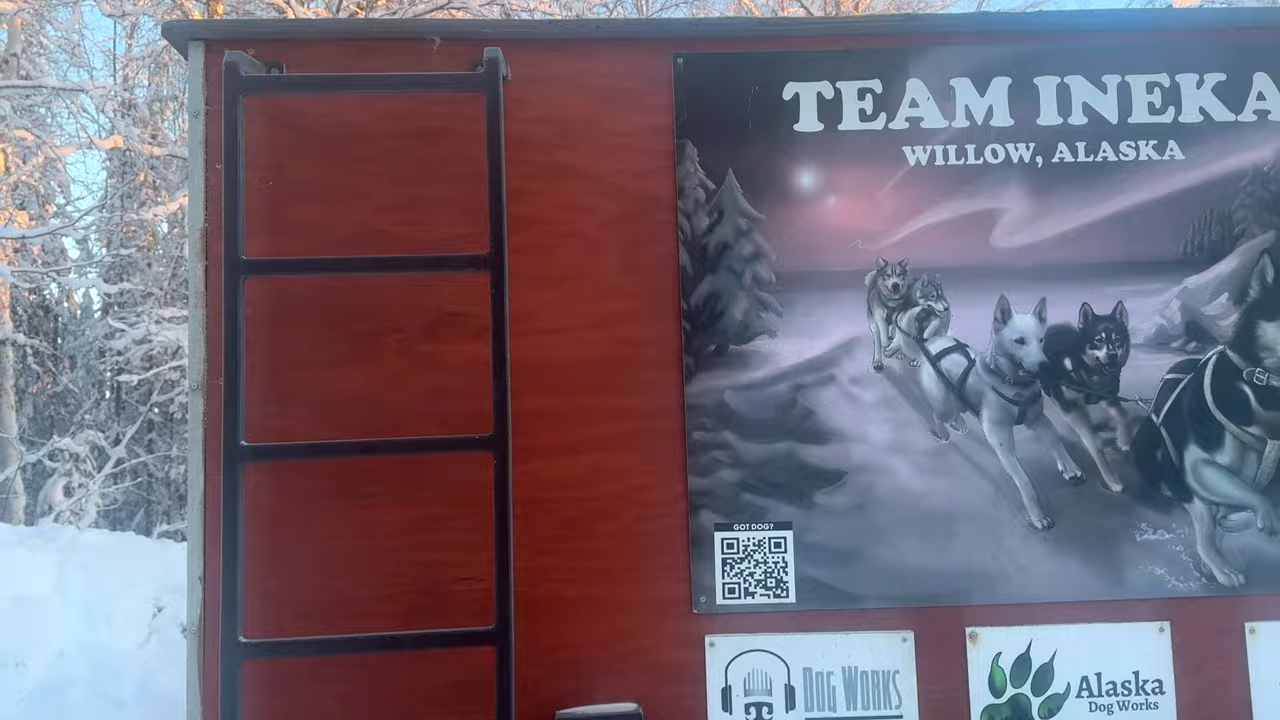 TEAM INEKA
WILLOW, ALASKA
GOT DOG?
DOG WORKS
Alaska
Dog Works